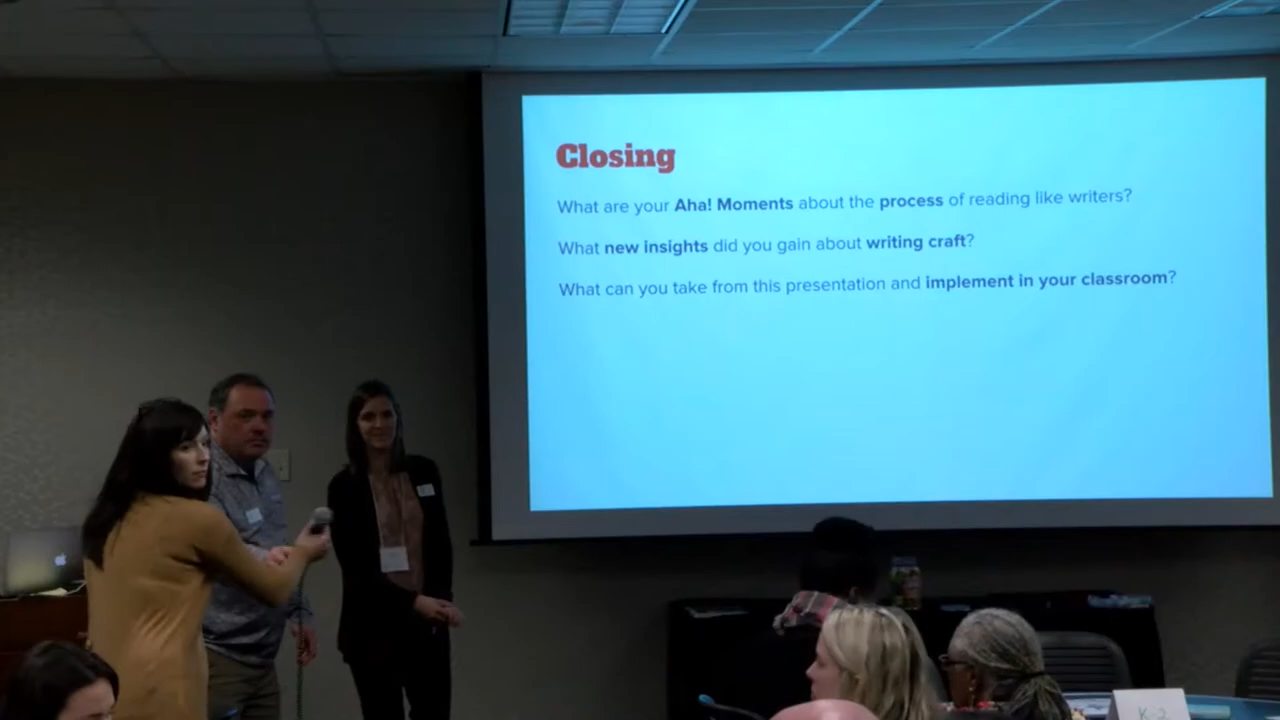 Closing
What are your Aha! Moments about the process of reading like writers?
What new insights did you gain about writing craft?
What can you take from this presentation and implement in your classroom?
K-2